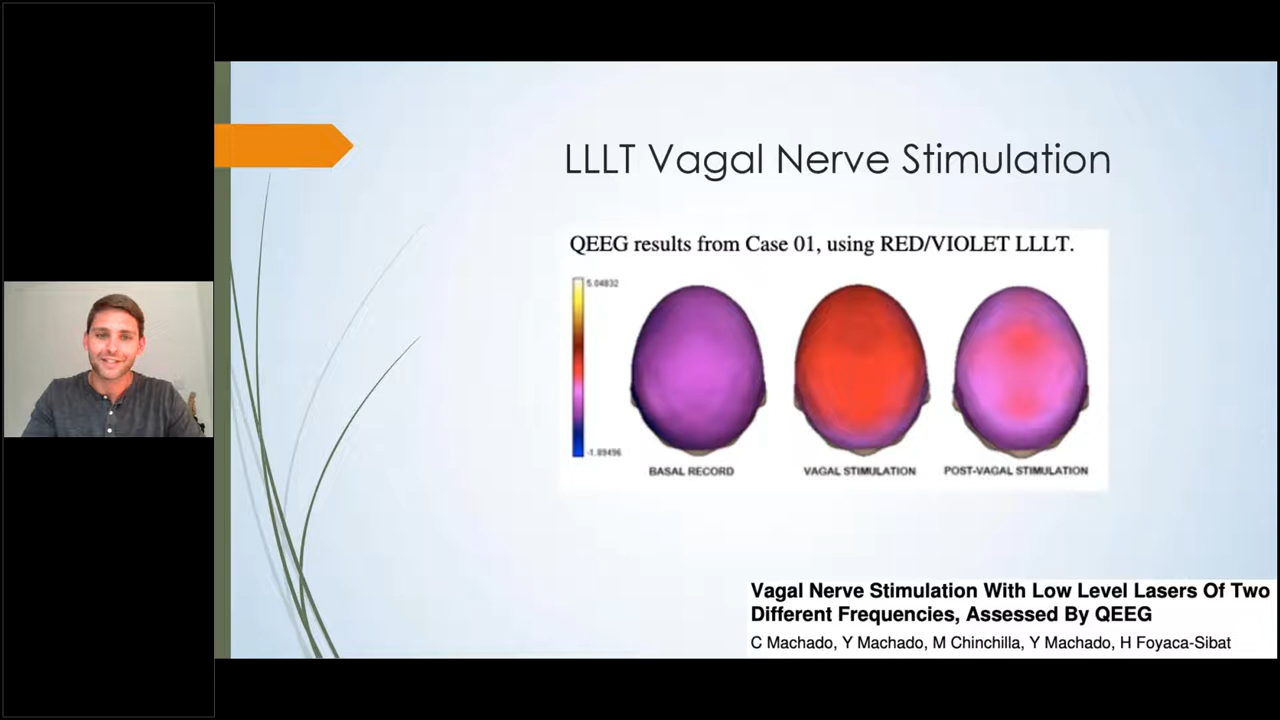 LLLT Vagal Nerve Stimulation
QEEG results from Case 01, using RED/VIOLET LLLT.
5.04832
-1.89496
BASAL RECORD
VAGAL STIMULATION
POST-VAGAL STIMULATION
Vagal Nerve Stimulation With Low Level Lasers Of Two
Different Frequencies, Assessed By QEEG
C Machado, Y Machado, M Chinchilla, Y Machado, H Foyaca-Sibat